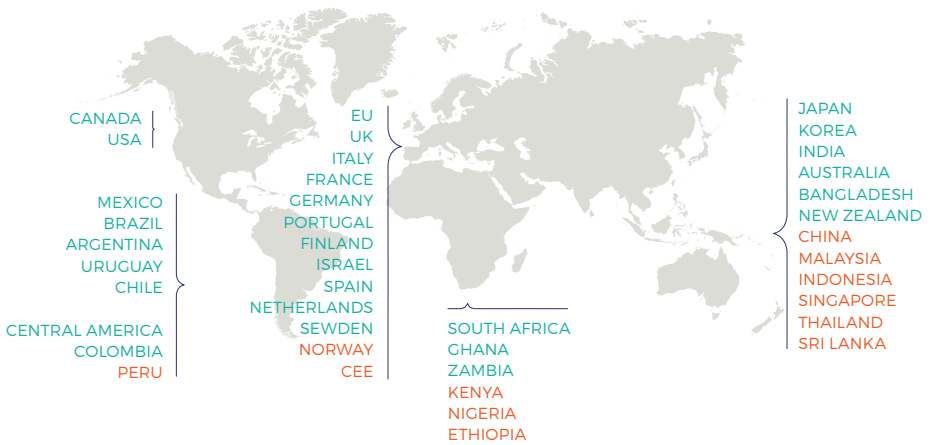 CANADA
USA
MEXICO
BRAZIL
ARGENTINA
URUGUAY
CHILE
CENTRAL AMERICA
COLOMBIA
PERU
EU
UK
ITALY
FRANCE
GERMANY
PORTUGAL
FINLAND
ISRAEL
SPAIN
NETHERLANDS
SEWDEN
NORWAY
CEE
SOUTH AFRICA
GHANA
ZAMBIA
KENYA
NIGERIA
ETHIOPIA
JAPAN
KOREA
INDIA
AUSTRALIA
BANGLADESH
NEW ZEALAND
CHINA
MALAYSIA
INDONESIA
SINGAPORE
THAILAND
SRI LANKA